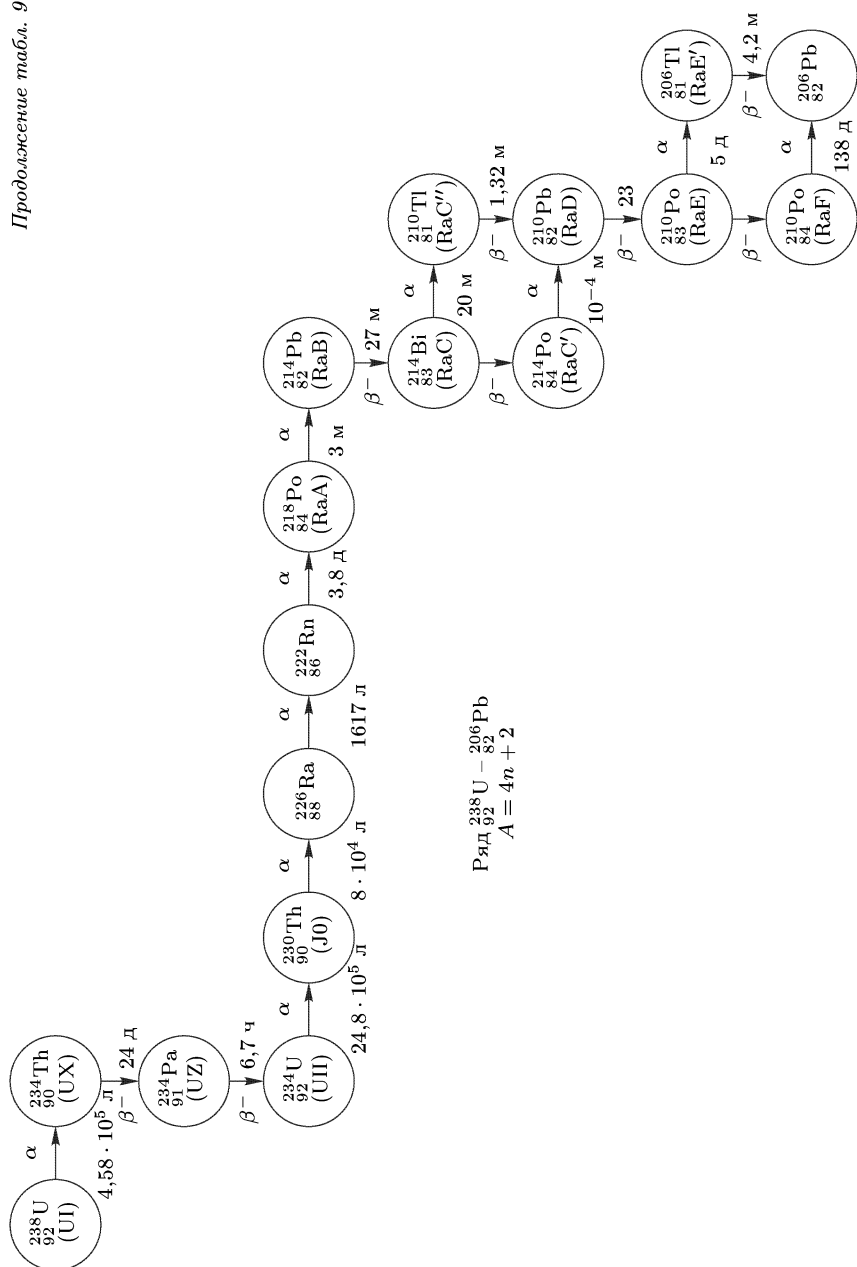 Продолжение табл. 9
²³⁸₉₂U
(UI)
α
4,58 · 10⁵ л
²³⁴₉₀Th
(UX)
β⁻
24 д
²³⁴₉₁Pa
(UZ)
β⁻
6,7 ч
²³⁴₉₂U
(UII)
α
24,8 · 10⁵ л
²³⁰₉₀Th
(J0)
α
8 · 10⁴ л
²²⁶₈₈Ra
α
1617 л
²²²₈₆Rn
α
3,8 д
²¹⁸₈₄Po
(RaA)
α
3 м
²¹⁴₈₂Pb
(RaB)
β⁻
27 м
²¹⁴₈₃Bi
(RaC)
α
20 м
β⁻
²¹⁰₈₁Tl
(RaC″)
β⁻
1,32 м
²¹⁴₈₄Po
(RaC′)
α
10⁻⁴ м
²¹⁰₈₂Pb
(RaD)
β⁻
23
²¹⁰₈₃Po
(RaE)
α
5 д
β⁻
²⁰⁶₈₁Tl
(RaE′)
β⁻
4,2 м
²¹⁰₈₄Po
(RaF)
α
138 д
²⁰⁶₈₂Pb
Ряд ²³⁸₉₂U – ²⁰⁶₈₂Pb
A = 4n + 2